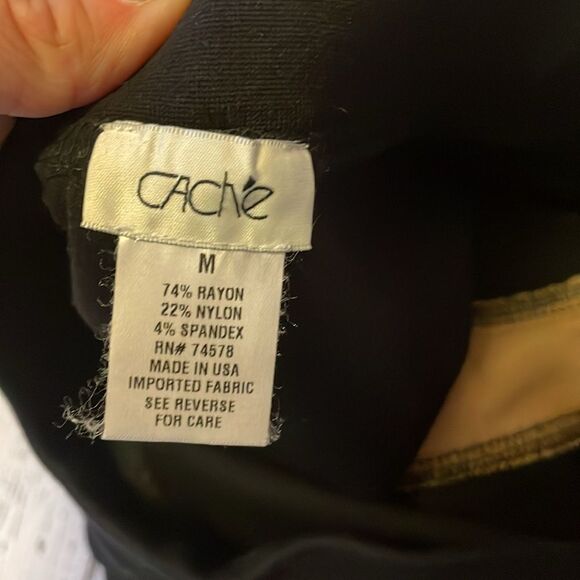 CAChé
M
74% RAYON
22% NYLON
4% SPANDEX
RN# 74578
MADE IN USA
IMPORTED FABRIC
SEE REVERSE
FOR CARE